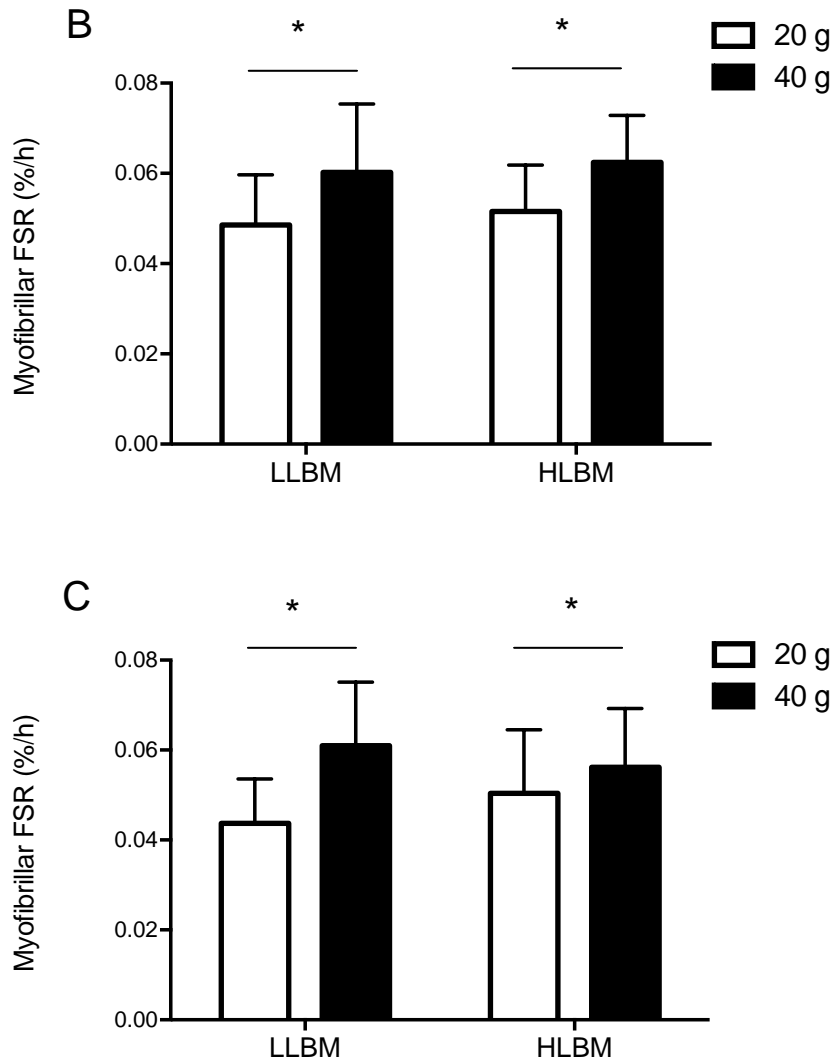 B
*
*
20 g
40 g
Myofibrillar FSR (%/h)
0.08
0.06
0.04
0.02
0.00
LLBM
HLBM
C
*
*
20 g
40 g
Myofibrillar FSR (%/h)
0.08
0.06
0.04
0.02
0.00
LLBM
HLBM